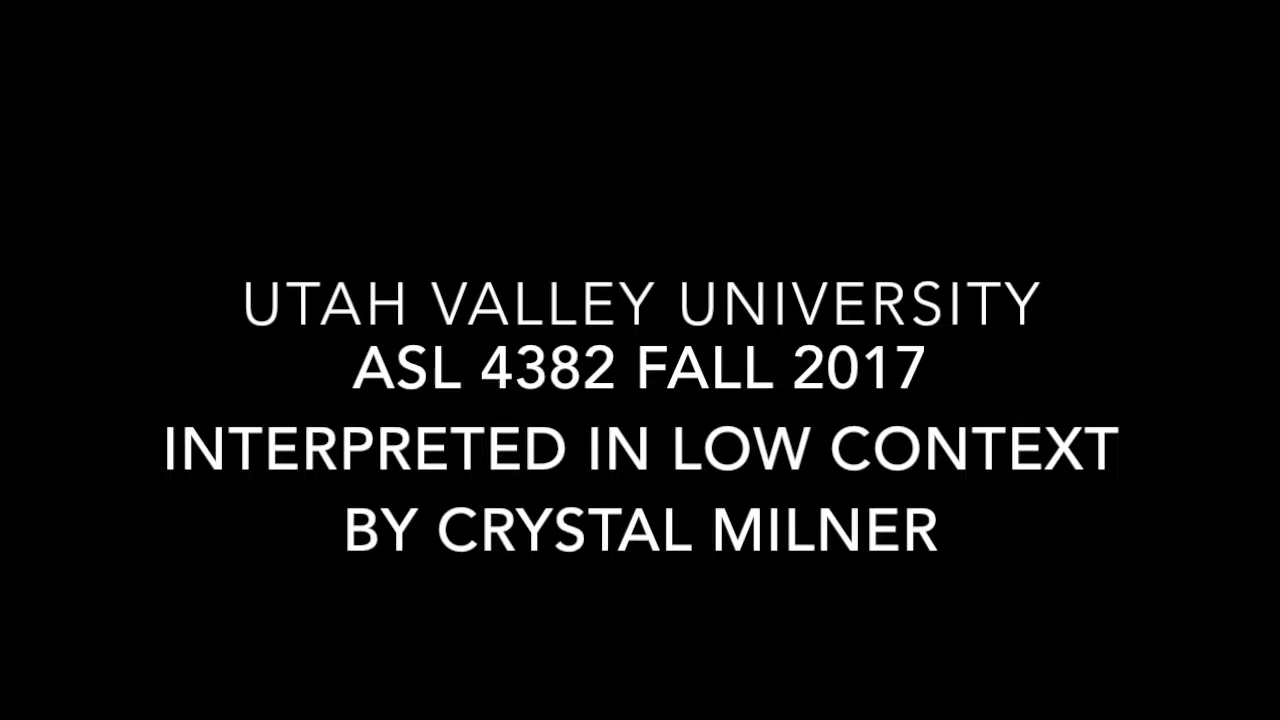 UTAH VALLEY UNIVERSITY
ASL 4382 FALL 2017
INTERPRETED IN LOW CONTEXT
BY CRYSTAL MILNER